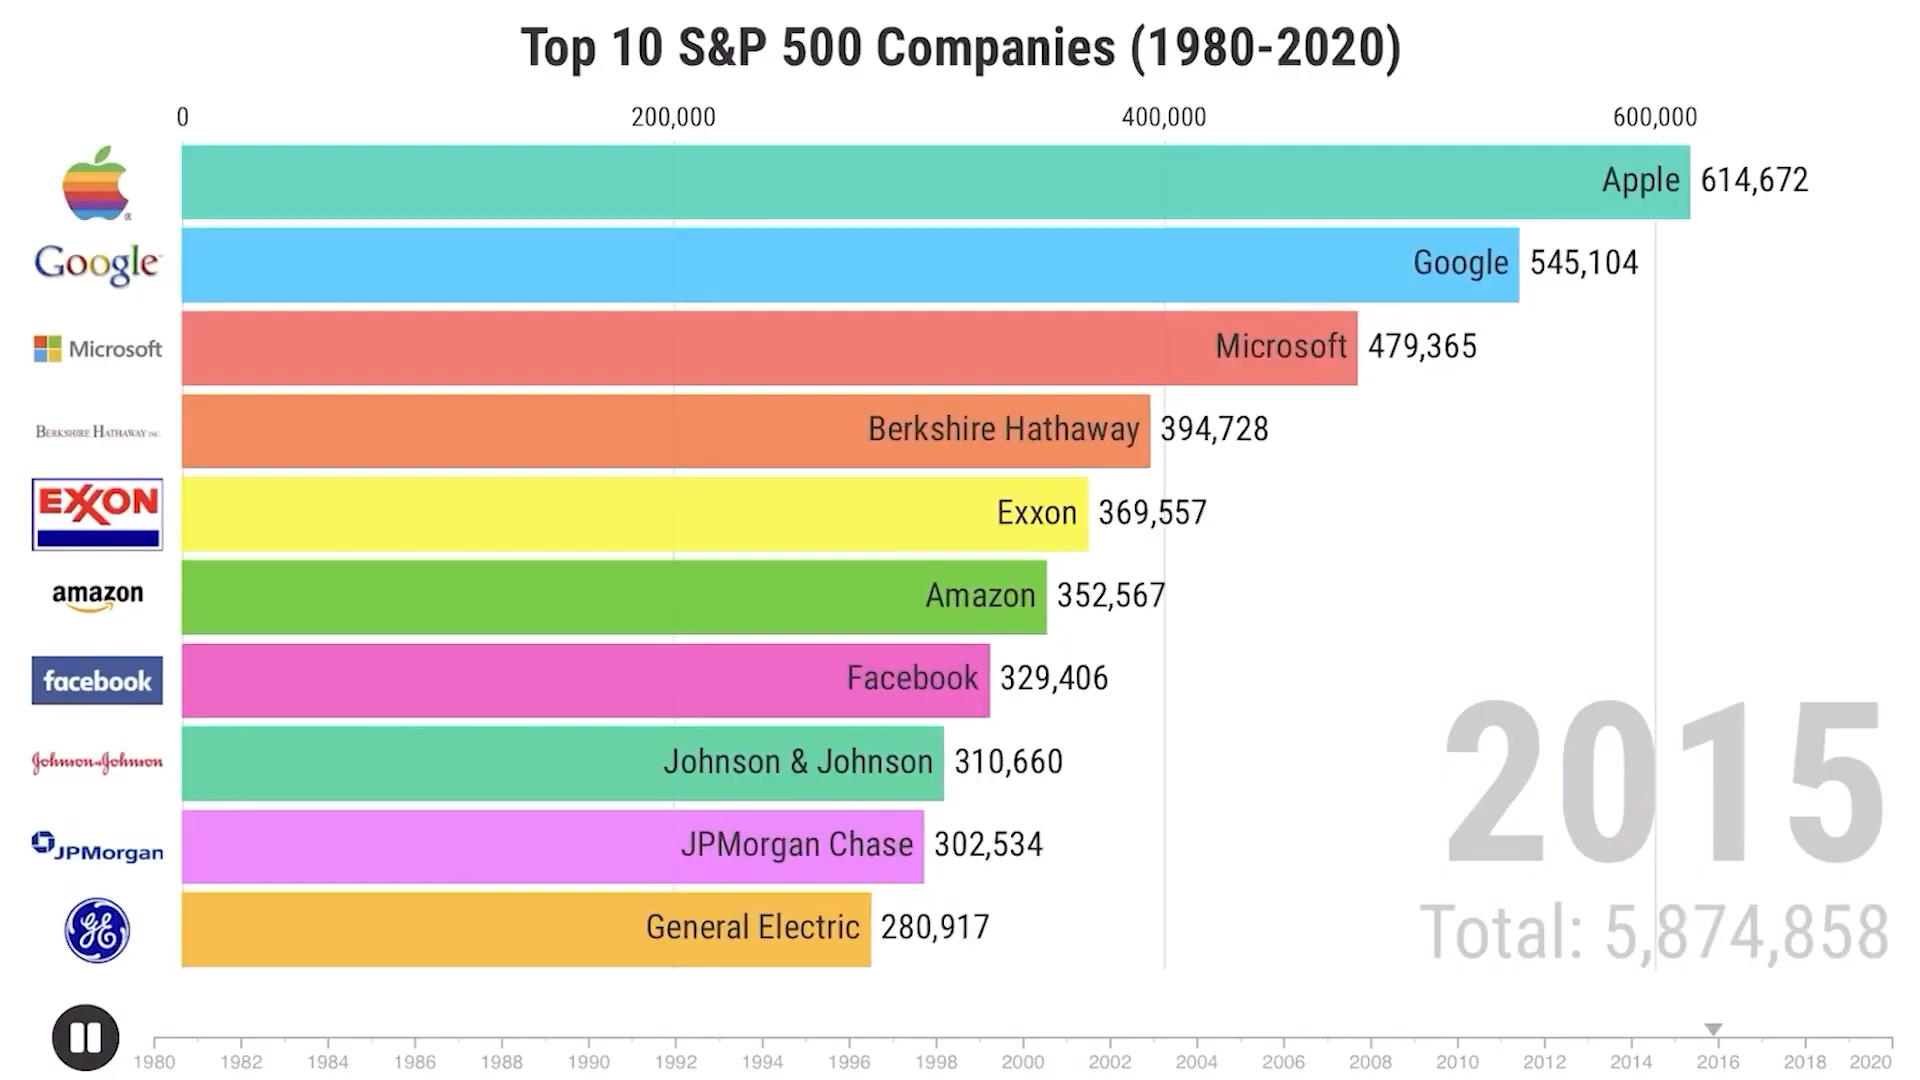 Top 10 S&P 500 Companies (1980-2020)
0 200,000 400,000 600,000
Apple 614,672
Google Google 545,104
Microsoft Microsoft 479,365
BERKSHIRE HATHAWAY INC. Berkshire Hathaway 394,728
EXXON Exxon 369,557
amazon Amazon 352,567
facebook Facebook 329,406
Johnson & Johnson Johnson & Johnson 310,660
JPMorgan JPMorgan Chase 302,534
GE General Electric 280,917
2015
Total: 5,874,858
1980 1982 1984 1986 1988 1990 1992 1994 1996 1998 2000 2002 2004 2006 2008 2010 2012 2014 2016 2018 2020